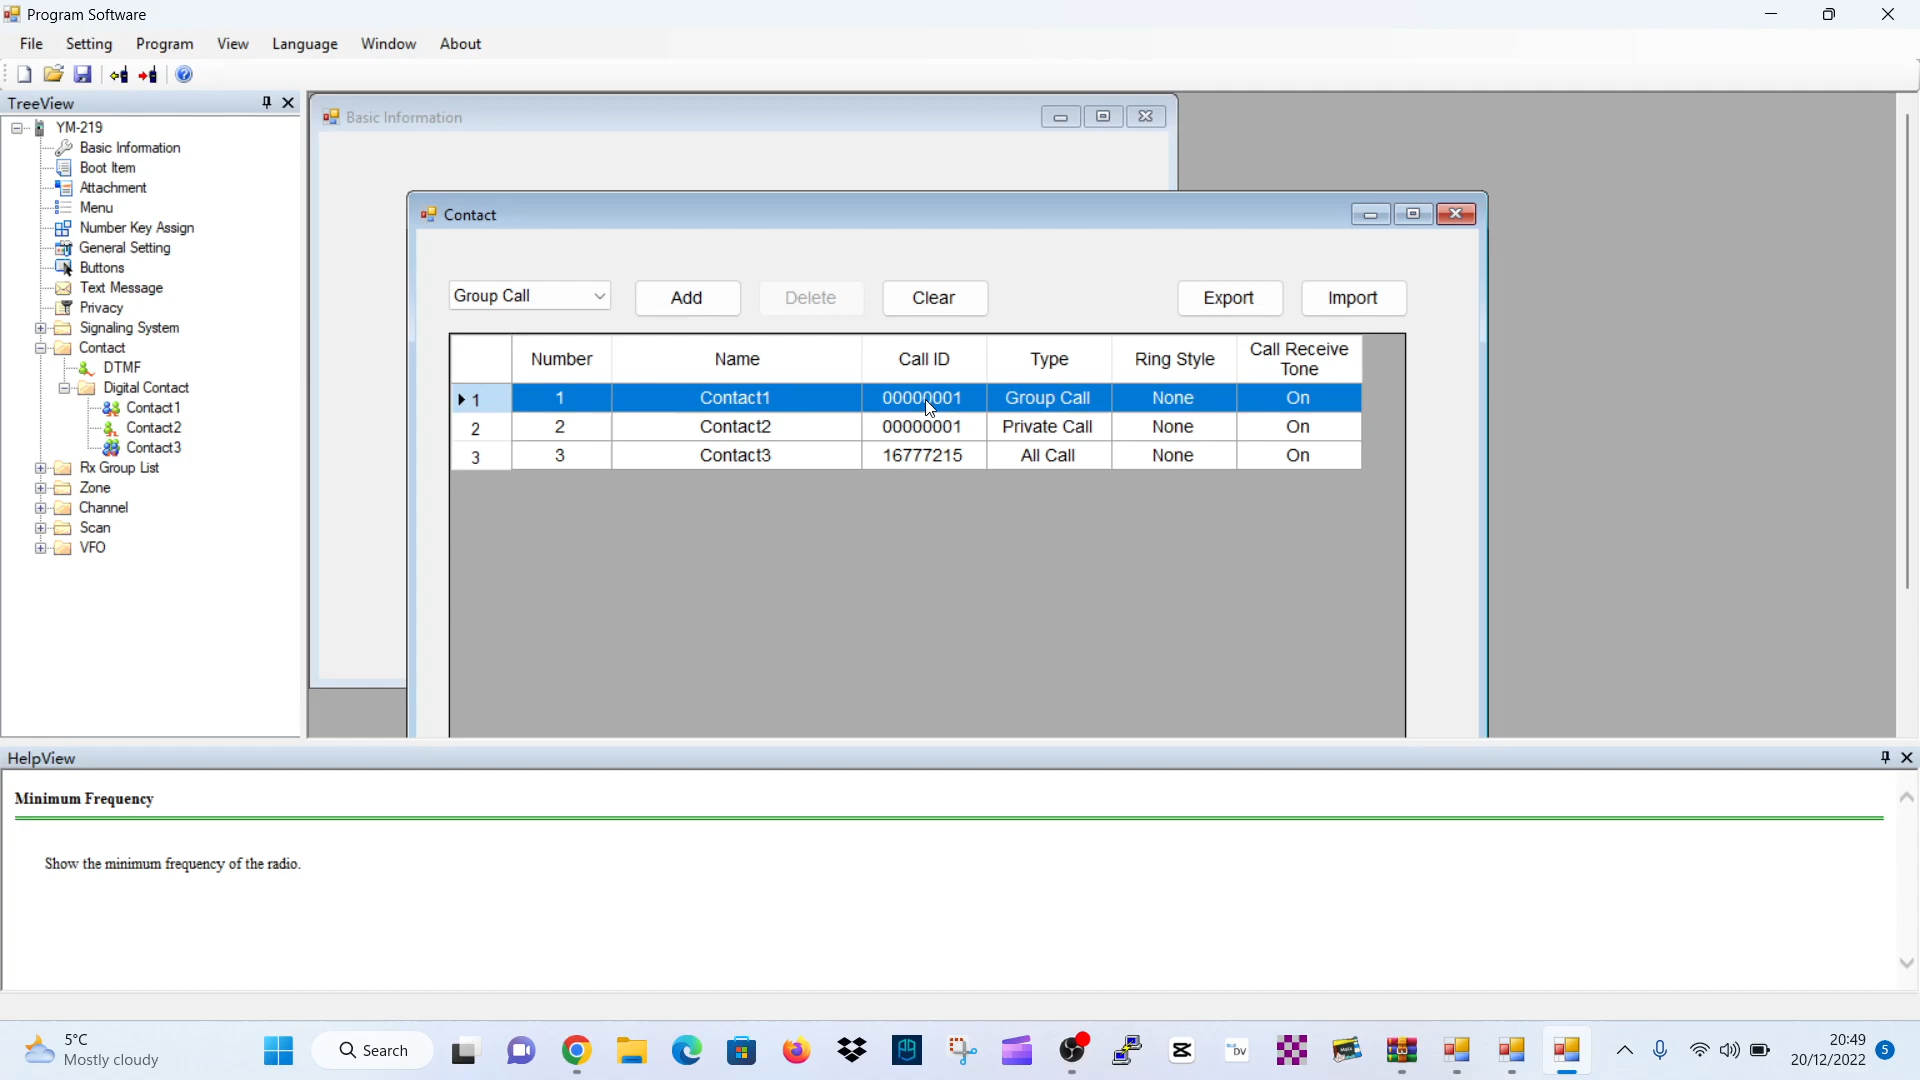 Program Software
File Setting Program View Language Window About
TreeView
YM-219
Basic Information
Boot Item
Attachment
Menu
Number Key Assign
General Setting
Buttons
Text Message
Privacy
Signaling System
Contact
DTMF
Digital Contact
Contact1
Contact2
Contact3
Rx Group List
Zone
Channel
Scan
VFO
Basic Information
Contact
Group Call Add Delete Clear Export Import
Number Name Call ID Type Ring Style Call Receive Tone
1 1 Contact1 00000001 Group Call None On
2 2 Contact2 00000001 Private Call None On
3 3 Contact3 16777215 All Call None On
HelpView
Minimum Frequency
Show the minimum frequency of the radio.
5°C
Mostly cloudy
Search
DV
20:49
20/12/2022
5